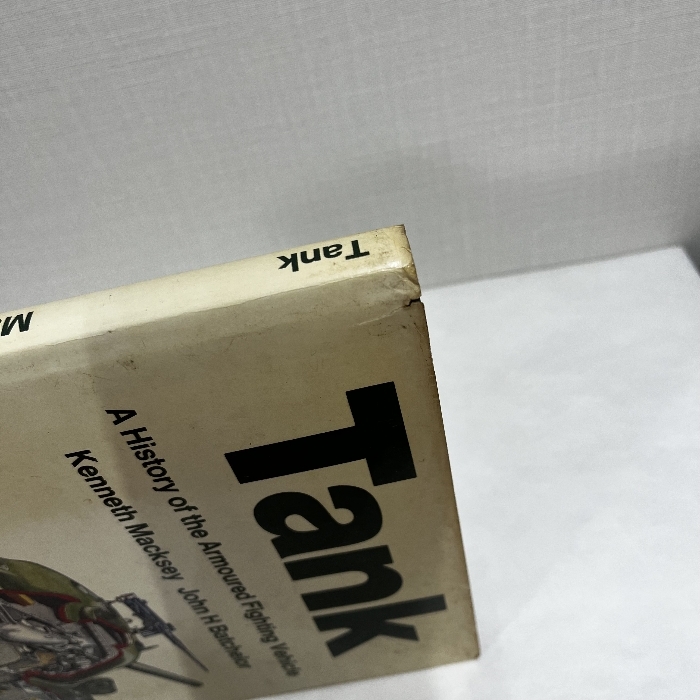 Tank
Tank
A History of the Armoured Fighting Vehicle
Kenneth Macksey John H Batchelor